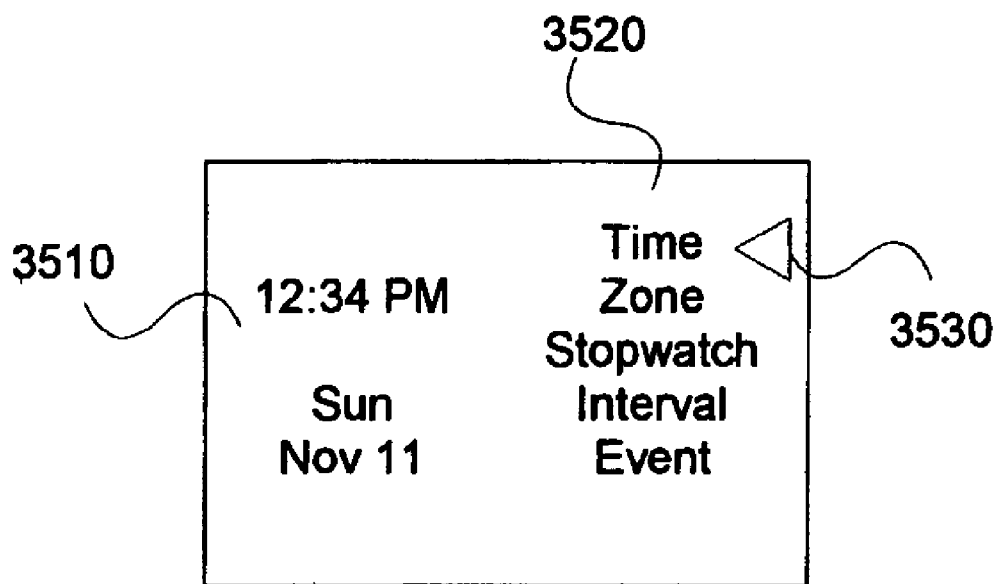 3520
3510
12:34 PM
Sun
Nov 11
Time
Zone
Stopwatch
Interval
Event
3530